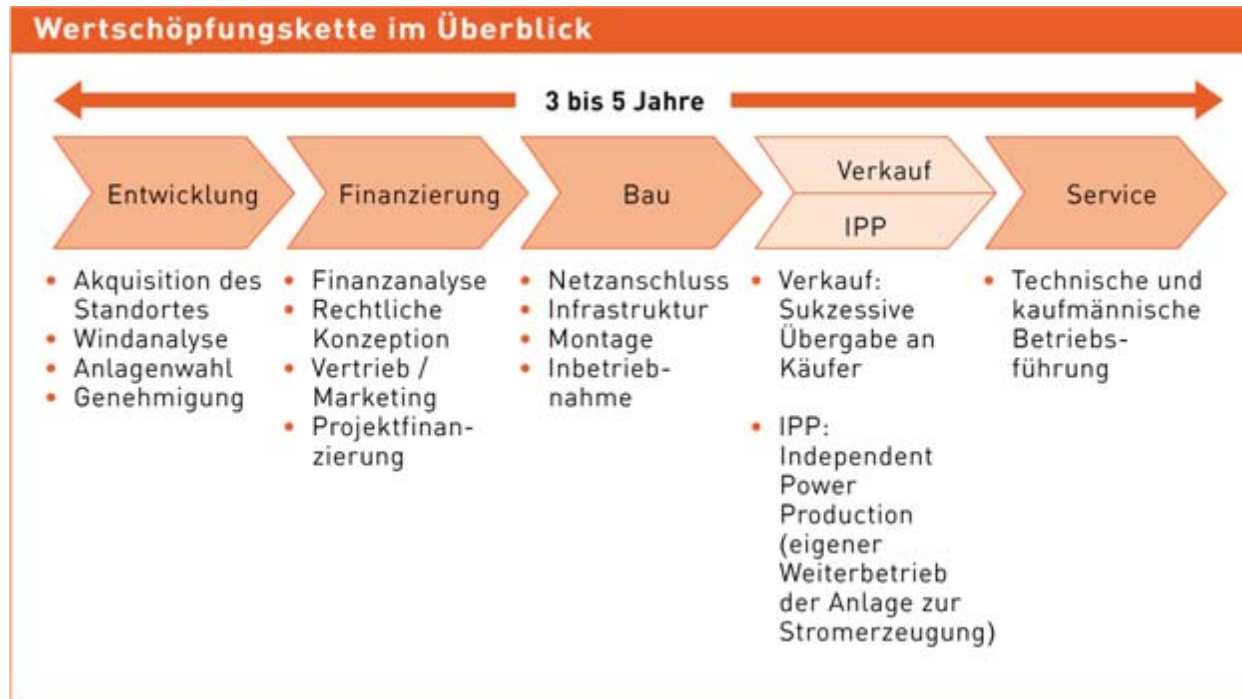 Wertschöpfungskette im Überblick
3 bis 5 Jahre
Entwicklung
Finanzierung
Bau
Verkauf
IPP
Service
• Akquisition des
Standortes
• Windanalyse
• Anlagenwahl
• Genehmigung
• Finanzanalyse
• Rechtliche
Konzeption
• Vertrieb /
Marketing
• Projektfinan-
zierung
• Netzanschluss
• Infrastruktur
• Montage
• Inbetrieb-
nahme
• Verkauf:
Sukzessive
Übergabe an
Käufer
• IPP:
Independent
Power
Production
(eigener
Weiterbetrieb
der Anlage zur
Stromerzeugung)
• Technische und
kaufmännische
Betriebs-
führung